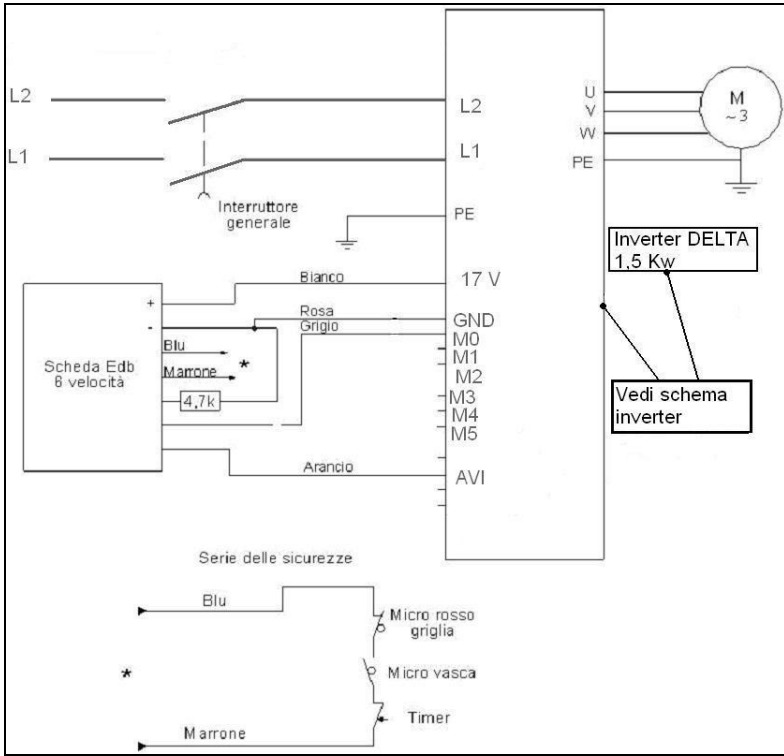 L2
L1
Interruttore
generale
L2
L1
PE
17 V
GND
M0
M1
M2
M3
M4
M5
AVI
U
V
W
PE
M
~3
Inverter DELTA
1,5 Kw
Vedi schema
inverter
Bianco
Rosa
Grigio
+
-
Blu
Marrone
*
4,7k
Scheda Edb
6 velocità
Arancio
Serie delle sicurezze
Blu
Micro rosso
griglia
*
Micro vasca
Timer
Marrone